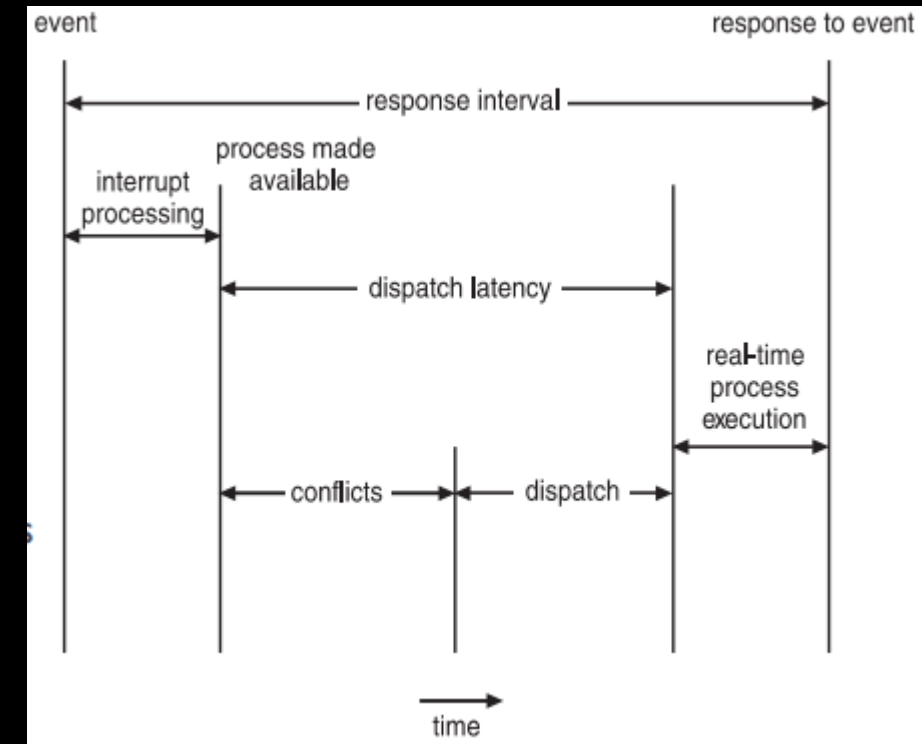 event
response to event
response interval
process made
available
interrupt
processing
dispatch latency
real-time
process
execution
conflicts
dispatch
s
time